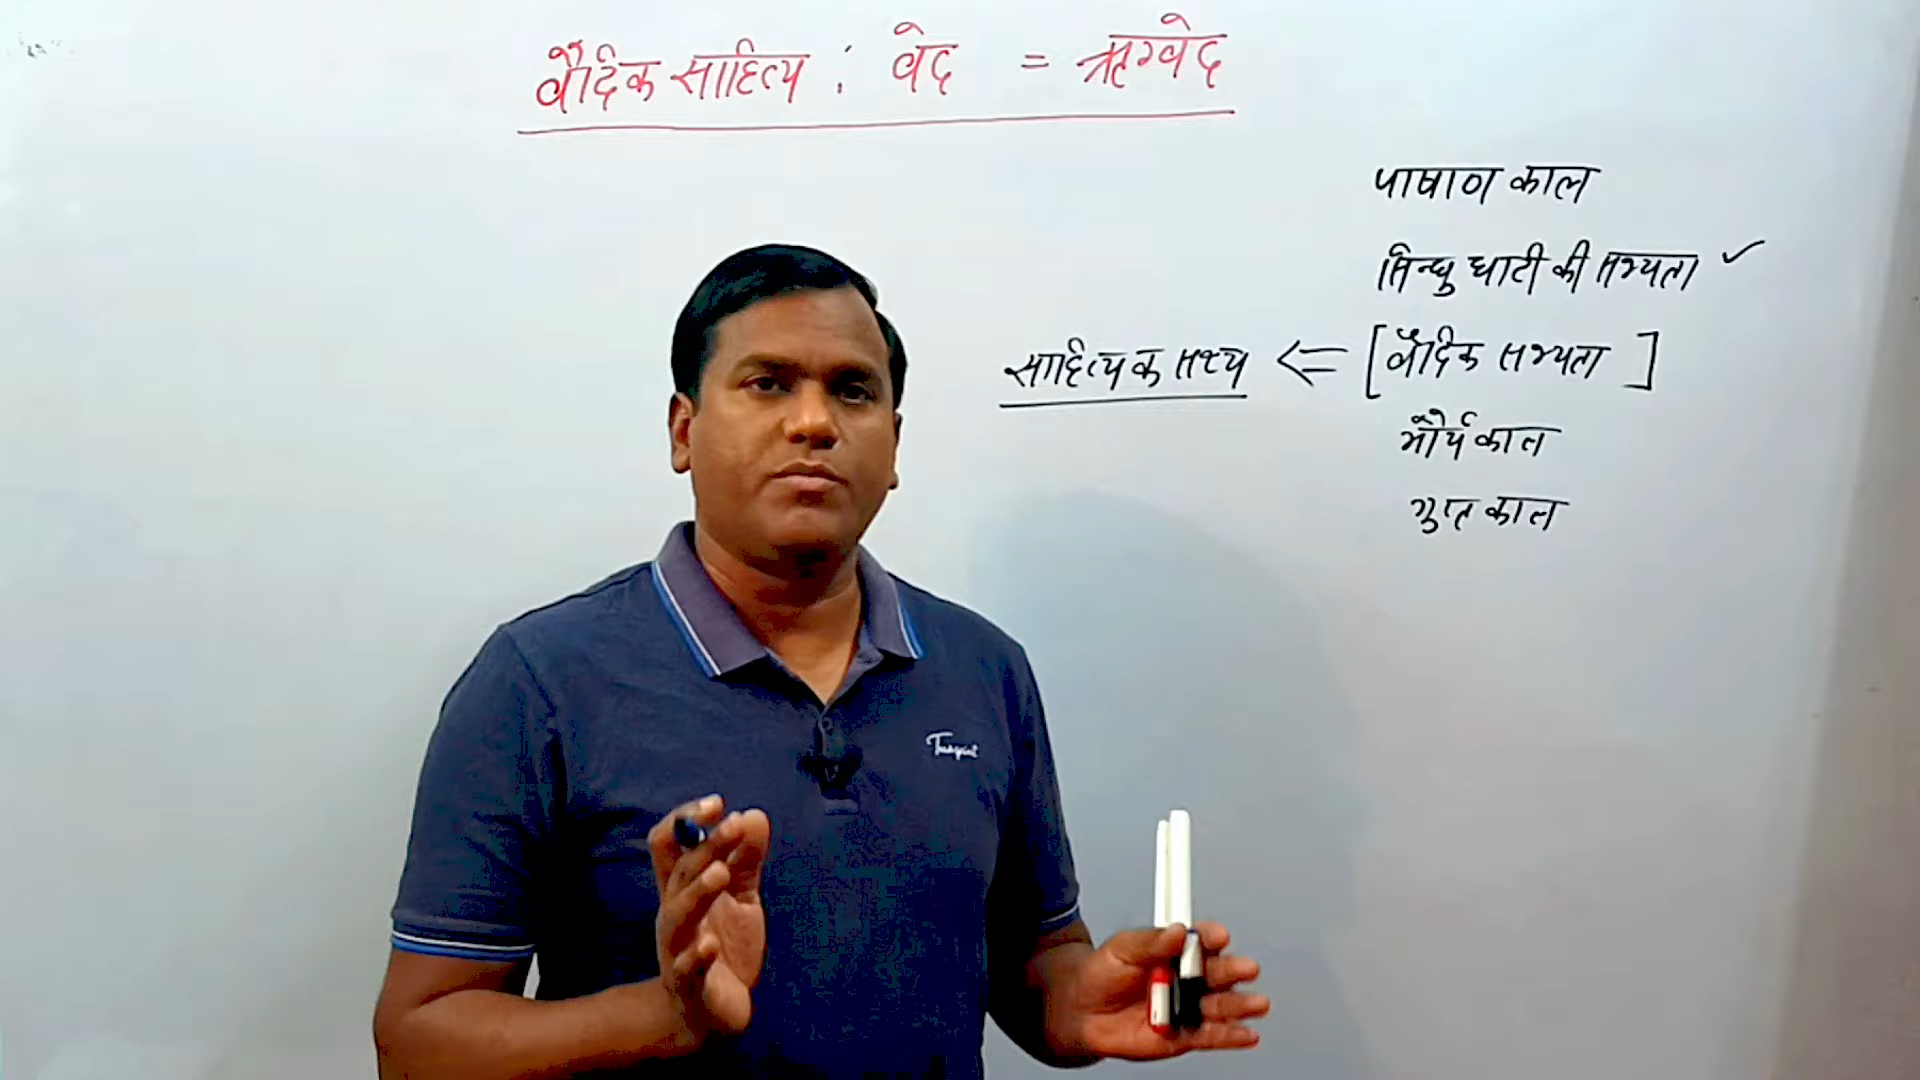 वैदिक साहित्य : वेद = ऋग्वेद
पाषाण काल
सिन्धु घाटी की सभ्यता ✓
साहित्यिक साक्ष्य <= [वैदिक सभ्यता]
मौर्य काल
गुप्त काल